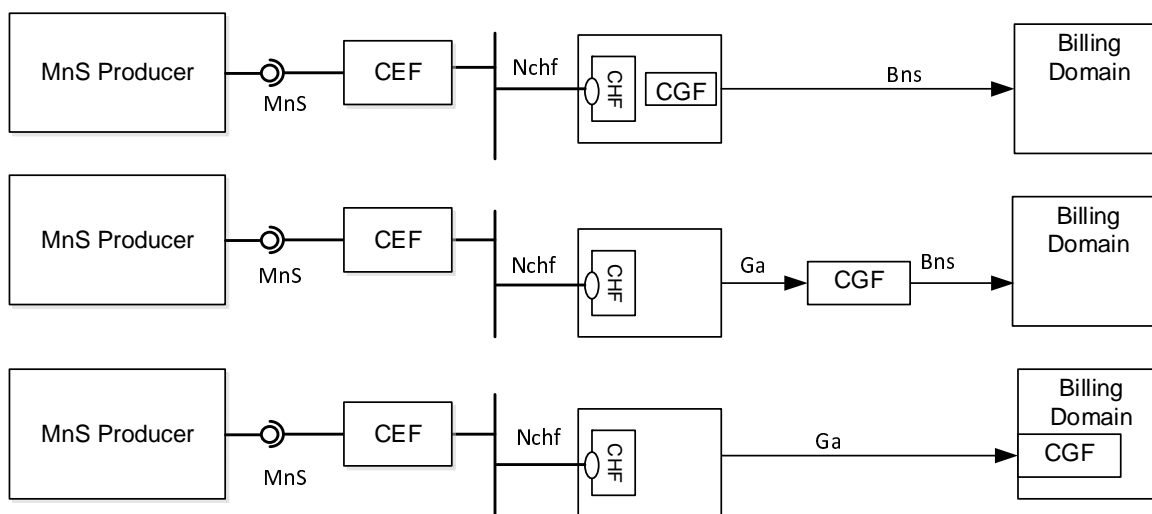 MnS Producer
MnS
CEF
Nchf
CHF
CGF
Bns
Billing
Domain
MnS Producer
MnS
CEF
Nchf
CHF
Ga
CGF
Bns
Billing
Domain
MnS Producer
MnS
CEF
Nchf
CHF
Ga
Billing
Domain
CGF